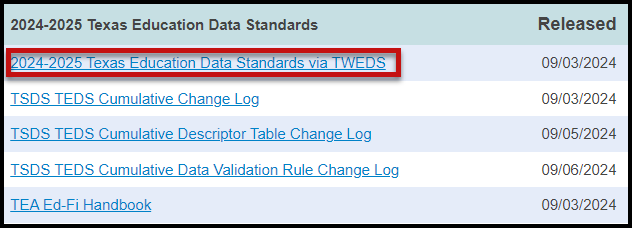 2024-2025 Texas Education Data Standards Released
2024-2025 Texas Education Data Standards via TWEDS 09/03/2024
TSDS TEDS Cumulative Change Log 09/03/2024
TSDS TEDS Cumulative Descriptor Table Change Log 09/05/2024
TSDS TEDS Cumulative Data Validation Rule Change Log 09/06/2024
TEA Ed-Fi Handbook 09/03/2024